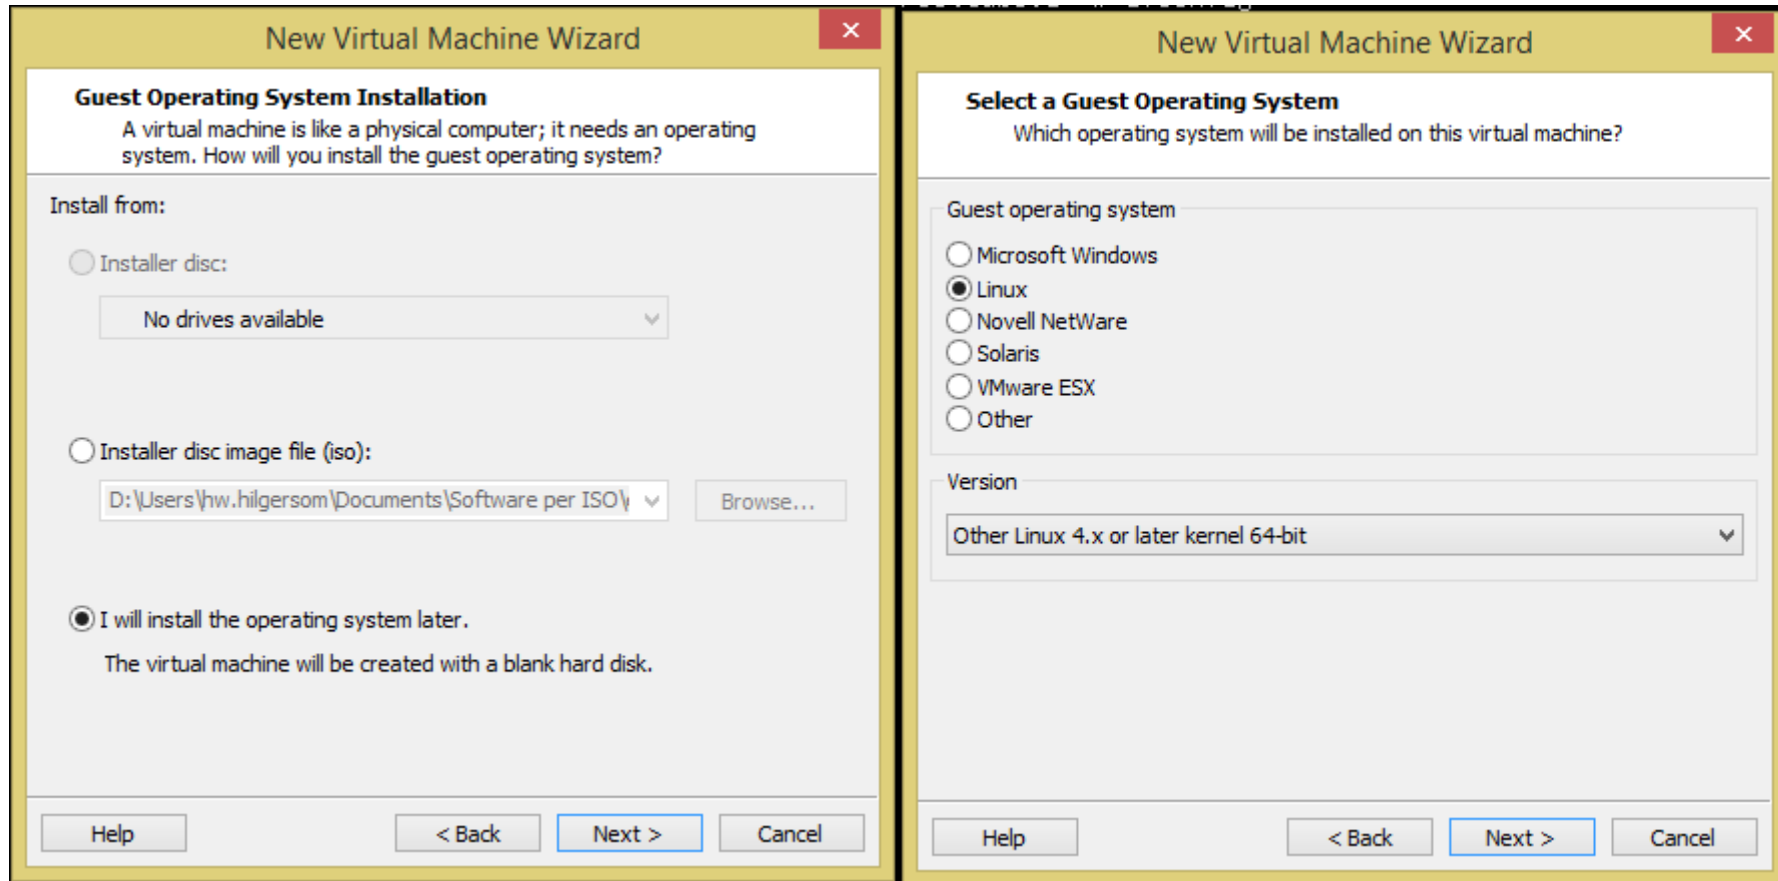 New Virtual Machine Wizard
Guest Operating System Installation
A virtual machine is like a physical computer; it needs an operating
system. How will you install the guest operating system?
Install from:
Installer disc:
No drives available
Installer disc image file (iso):
D:\Users\hw.hilgersom\Documents\Software per ISO\
Browse...
I will install the operating system later.
The virtual machine will be created with a blank hard disk.
Help
< Back
Next >
Cancel
New Virtual Machine Wizard
Select a Guest Operating System
Which operating system will be installed on this virtual machine?
Guest operating system
Microsoft Windows
Linux
Novell NetWare
Solaris
VMware ESX
Other
Version
Other Linux 4.x or later kernel 64-bit
Help
< Back
Next >
Cancel